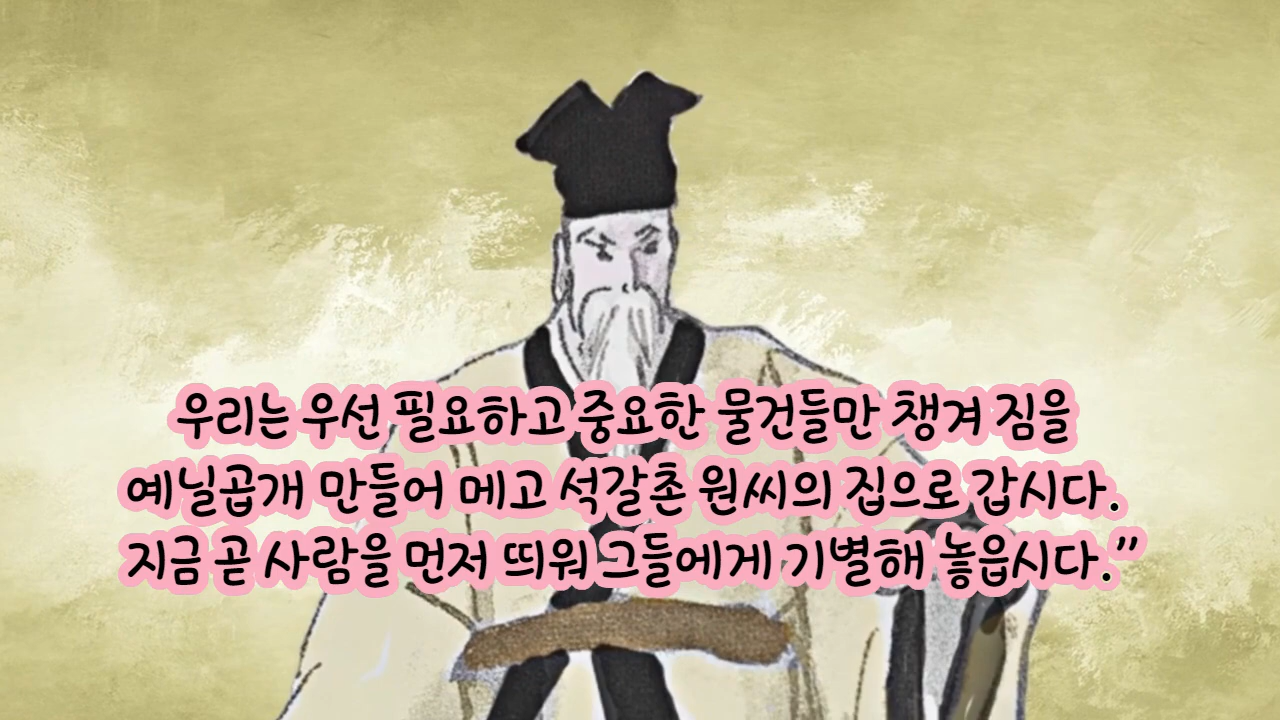 우리는 우선 필요하고 중요한 물건들만 챙겨 짐을
예닐곱개 만들어 메고 석갈촌 원씨의 집으로 갑시다.
지금 곧 사람을 먼저 띄워 그들에게 기별해 놓읍시다.”